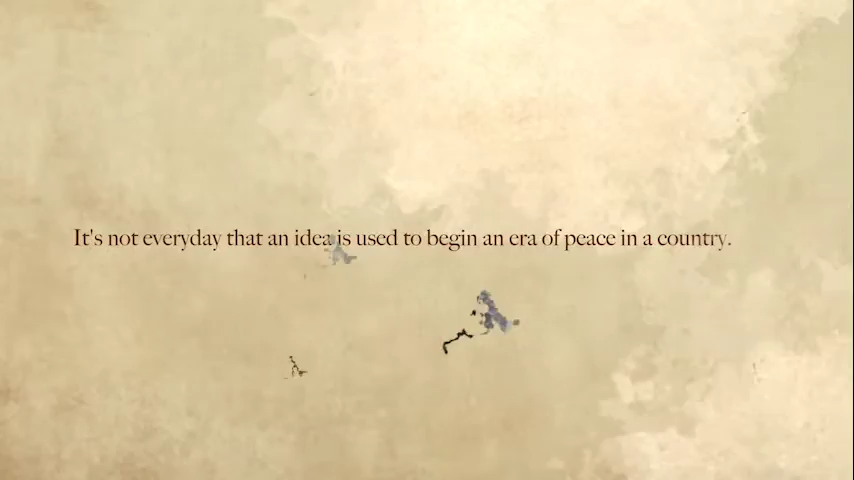 It's not everyday that an idea is used to begin an era of peace in a country.